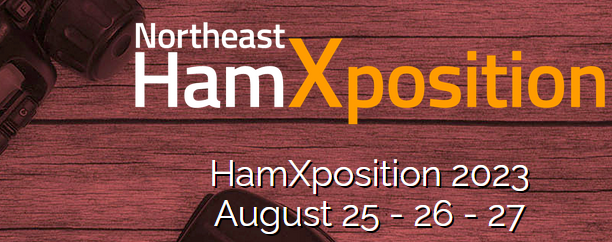 Northeast
HamXposition
HamXposition 2023
August 25 - 26 - 27